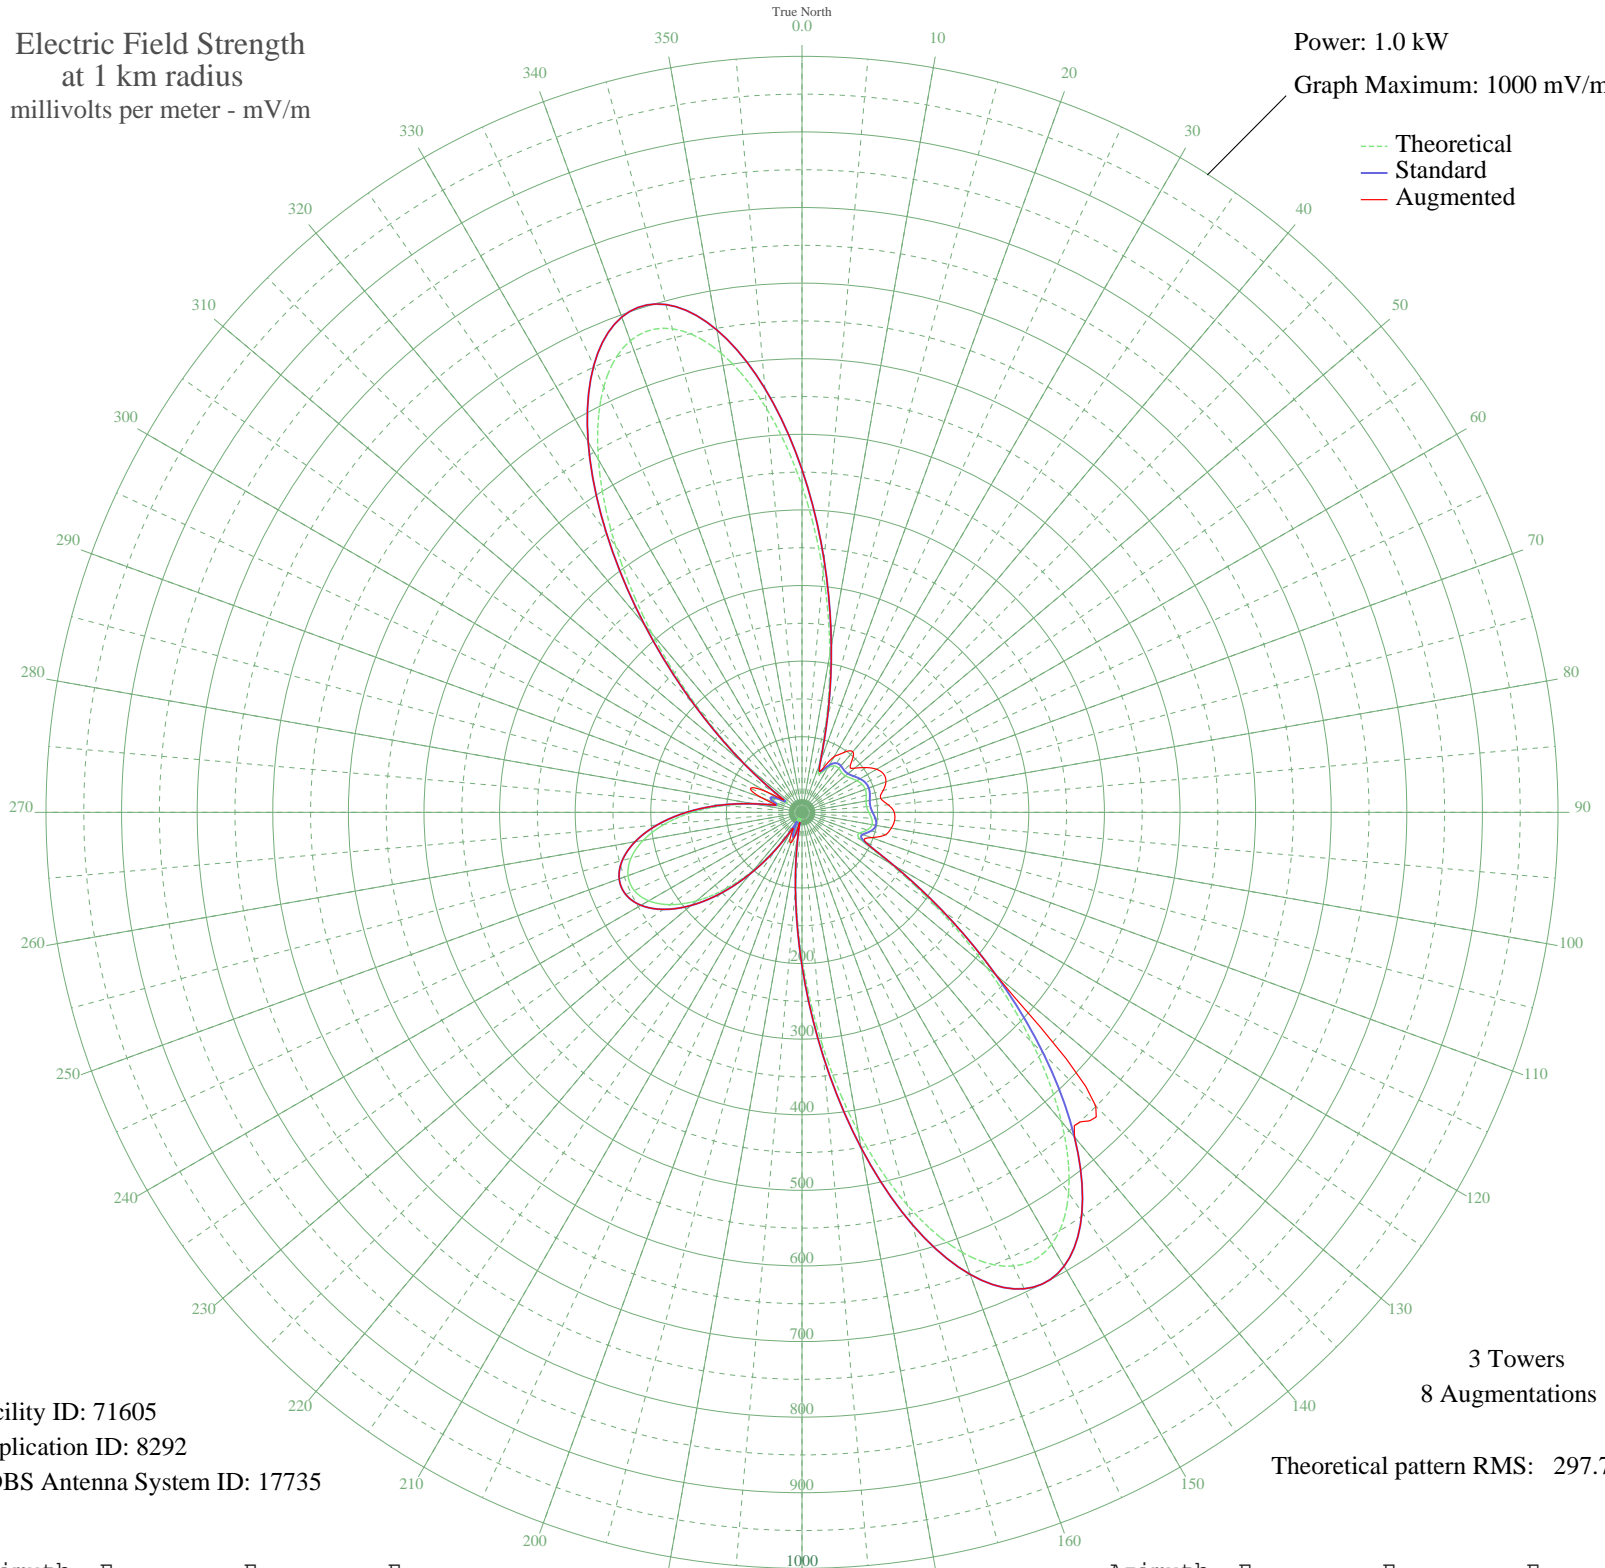 True North
0.0
Electric Field Strength
at 1 km radius
millivolts per meter - mV/m
Power: 1.0 kW
Graph Maximum: 1000 mV/m
Theoretical
Standard
Augmented
10
20
30
40
50
60
70
80
90
100
110
120
130
140
150
160
200
210
220
230
240
250
260
270
280
290
300
310
320
330
340
350
200
300
400
500
600
700
800
900
1000
3 Towers
8 Augmentations
Theoretical pattern RMS: 297.7
cility ID: 71605
plication ID: 8292
DBS Antenna System ID: 17735